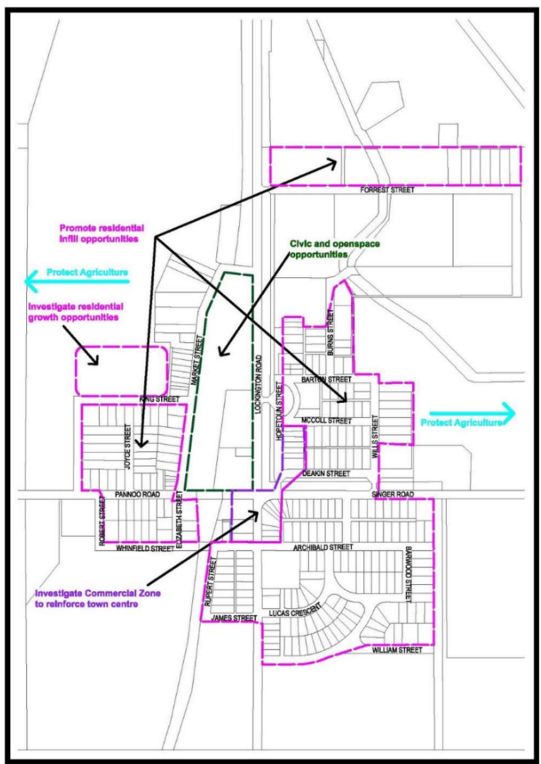 FORREST STREET
Promote residential
infill opportunities
Civic and openspace
opportunities
Protect Agriculture
Investigate residential
growth opportunities
MARKET STREET
LOCKINGTON ROAD
HOPETOUN STREET
BURNS STREET
BARTON STREET
KING STREET
MCCOLL STREET
WILLS STREET
Protect Agriculture
JOYCE STREET
DEAKIN STREET
PANNOO ROAD
SINGER ROAD
ROBERT STREET
ELIZABETH STREET
WHINFIELD STREET
ARCHIBALD STREET
BARWOOD STREET
RUPERT STREET
Investigate Commercial Zone
to reinforce town centre
LUCAS CRESCENT
JAMES STREET
WILLIAM STREET